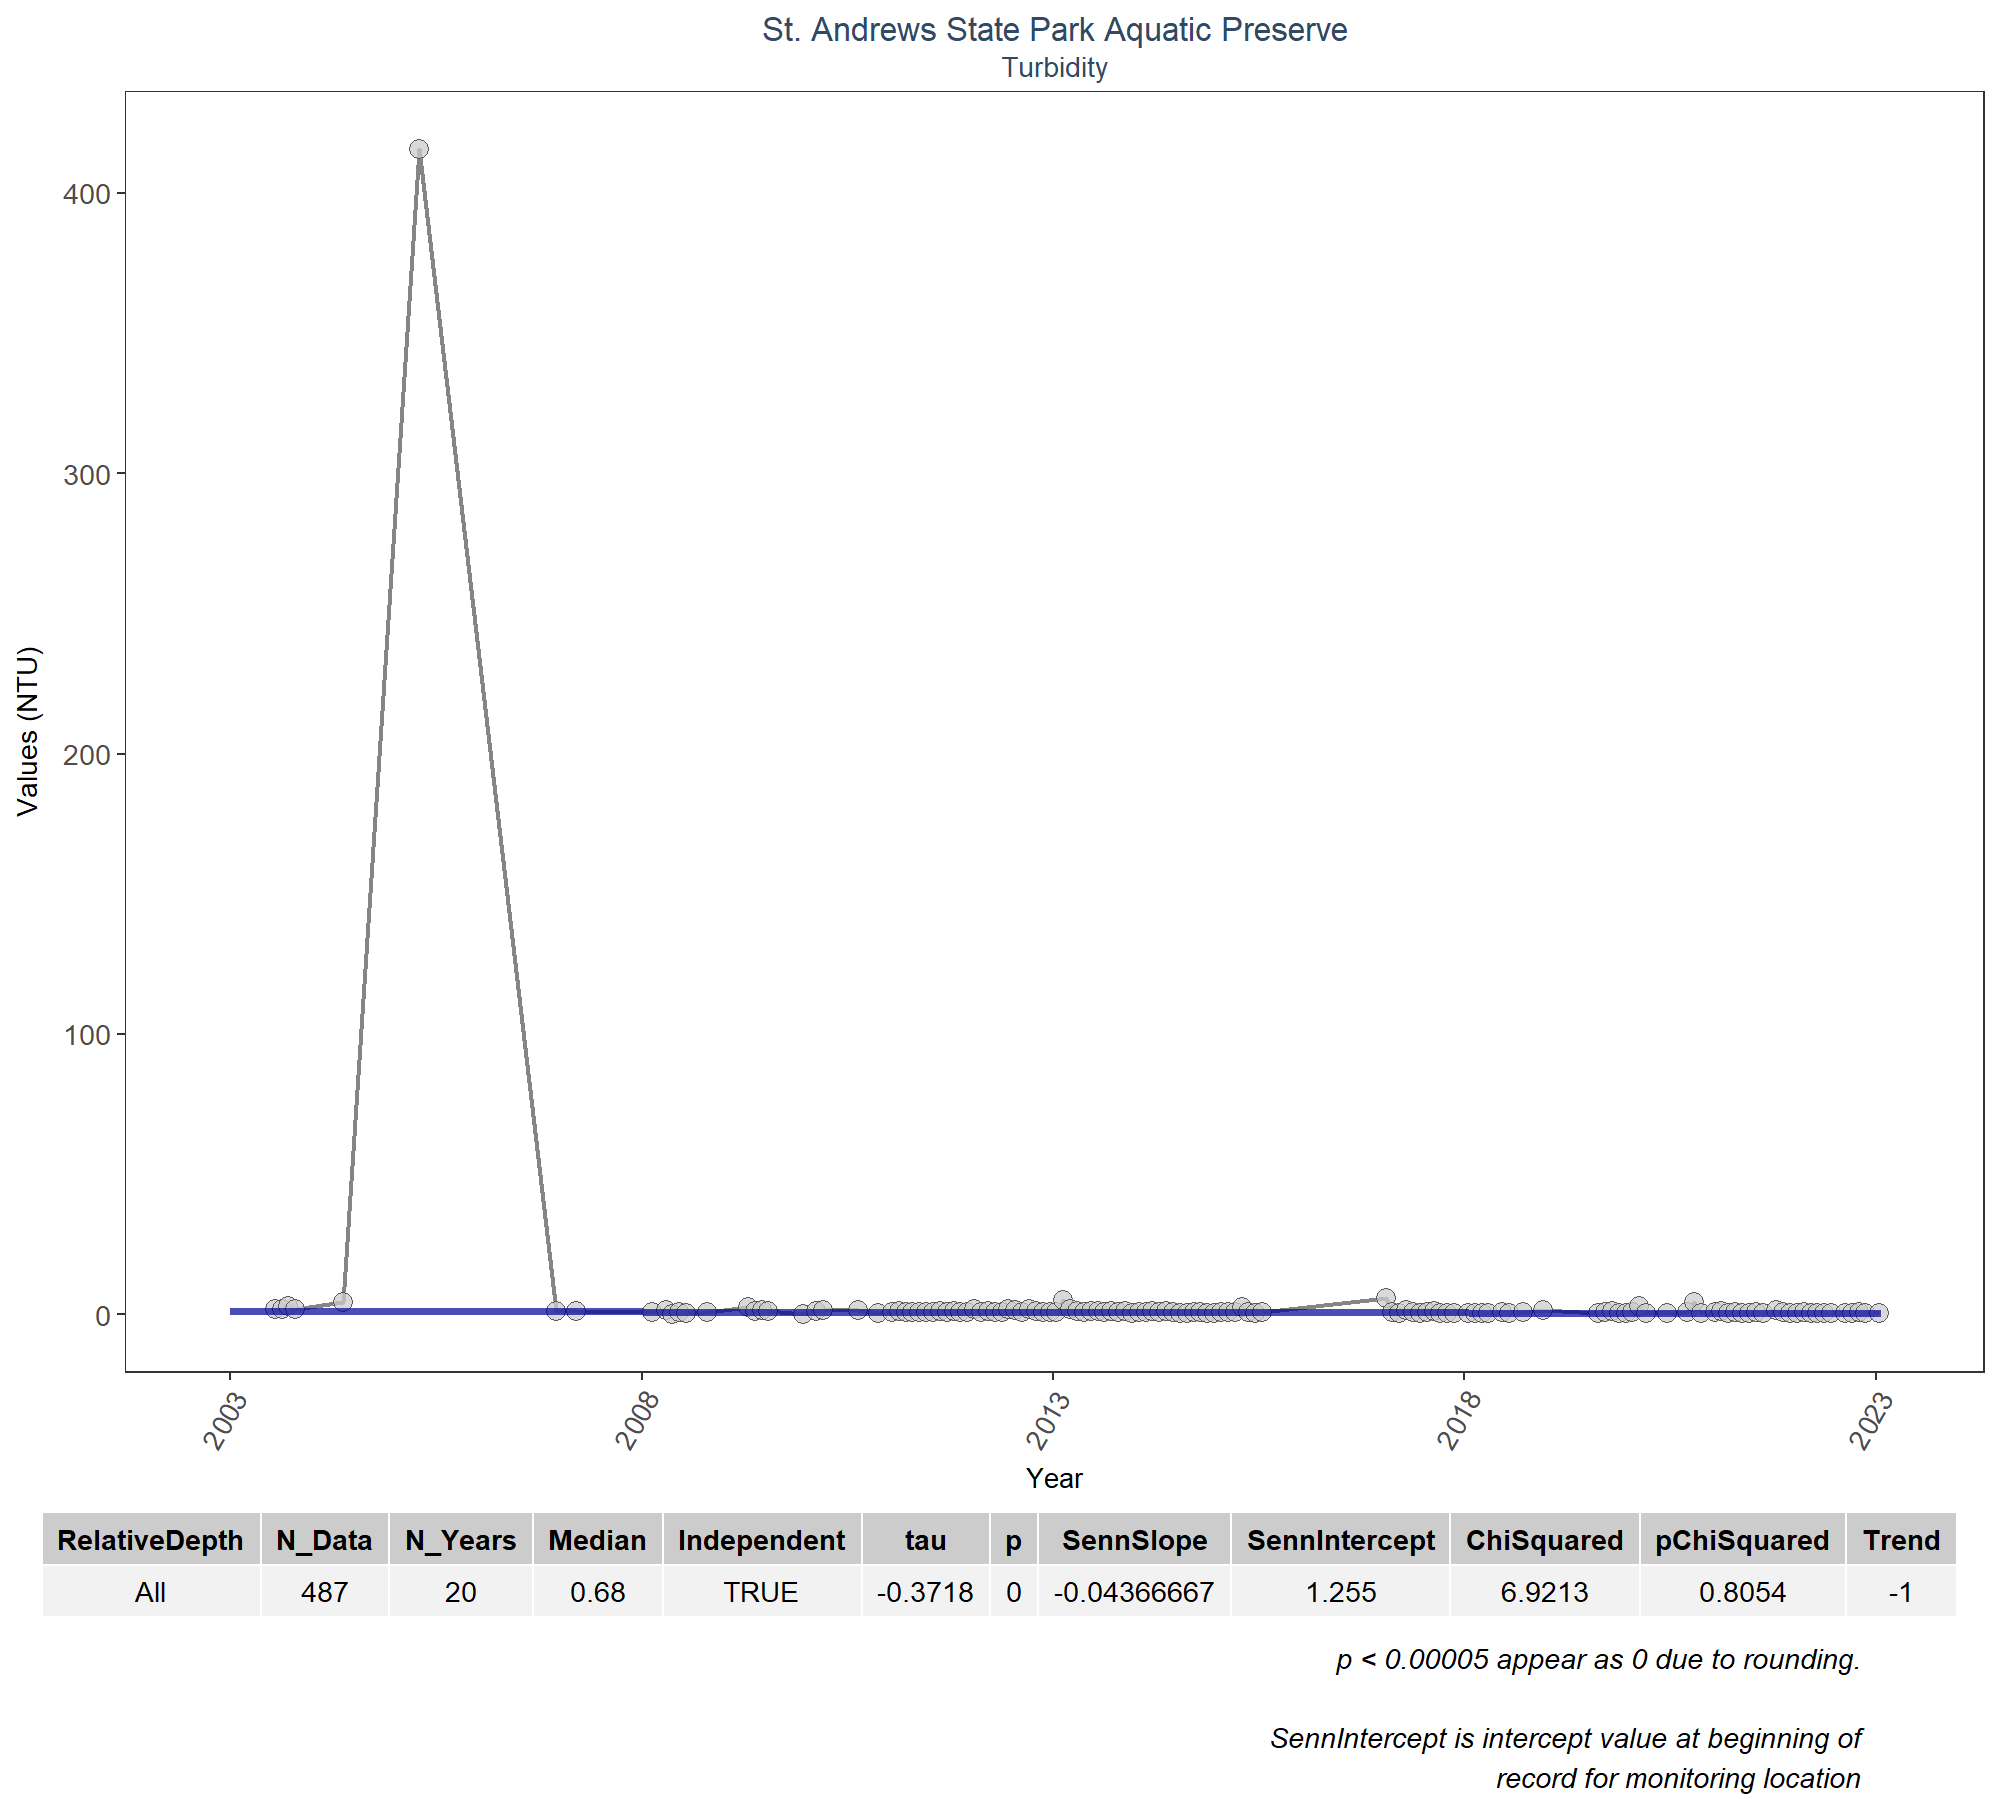 St. Andrews State Park Aquatic Preserve
Turbidity
Values (NTU)
400
300
200
100
0
2003 2008 2013 2018 2023
Year
RelativeDepth N_Data N_Years Median Independent tau p SennSlope SennIntercept ChiSquared pChiSquared Trend
All 487 20 0.68 TRUE -0.3718 0 -0.04366667 1.255 6.9213 0.8054 -1
p < 0.00005 appear as 0 due to rounding.
SennIntercept is intercept value at beginning of
record for monitoring location